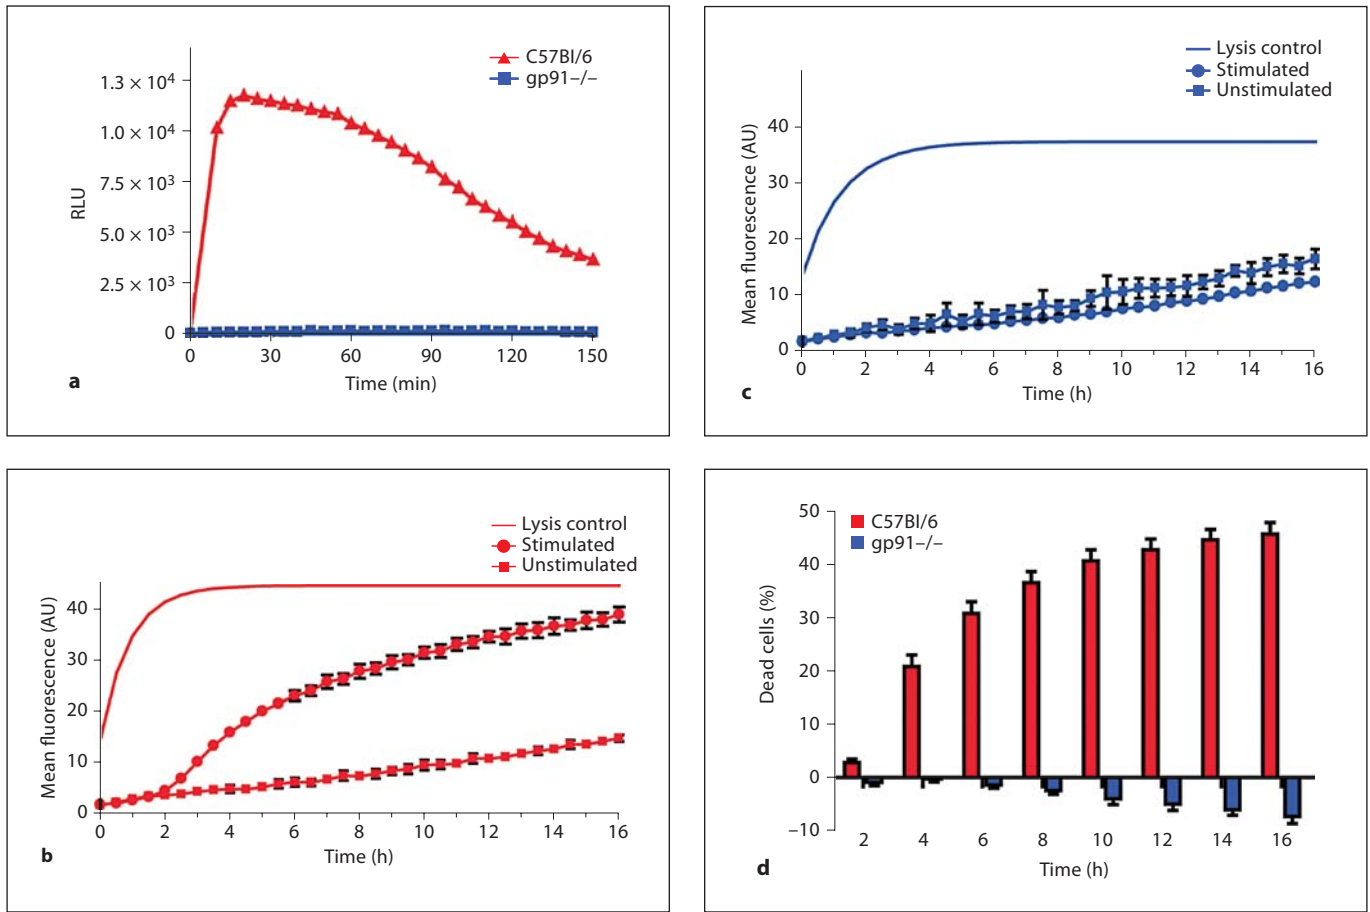 C57Bl/6
gp91–/–
1.3 × 10⁴
1.0 × 10⁴
7.5 × 10³
5.0 × 10³
2.5 × 10³
0
RLU
0 30 60 90 120 150
Time (min)
a
Lysis control
Stimulated
Unstimulated
40
30
20
10
0
Mean fluorescence (AU)
0 2 4 6 8 10 12 14 16
Time (h)
c
Lysis control
Stimulated
Unstimulated
40
30
20
10
0
Mean fluorescence (AU)
0 2 4 6 8 10 12 14 16
Time (h)
b
C57Bl/6
gp91–/–
50
40
30
20
10
0
–10
Dead cells (%)
2 4 6 8 10 12 14 16
Time (h)
d